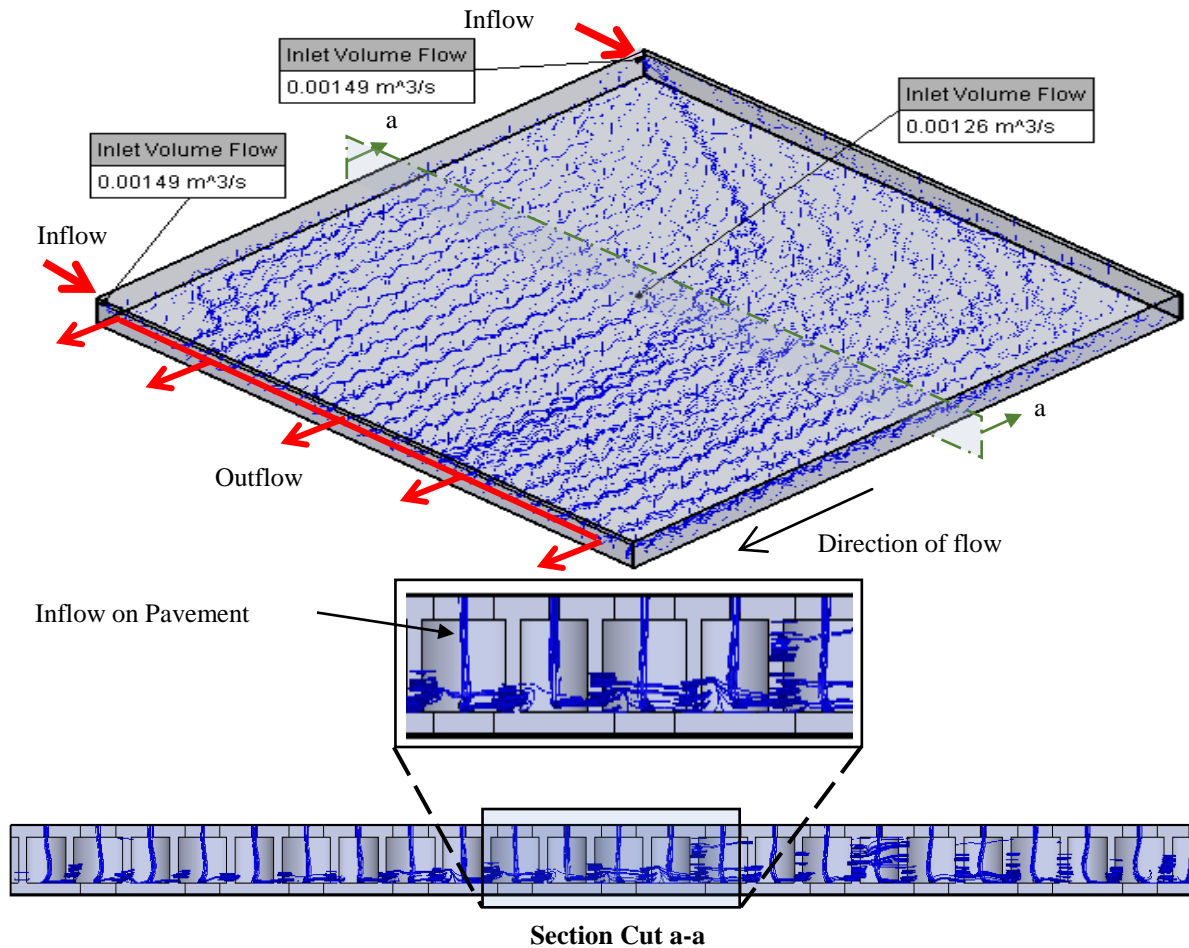 Inflow
Inlet Volume Flow
0.00149 m^3/s
Inlet Volume Flow
0.00126 m^3/s
a
Inlet Volume Flow
0.00149 m^3/s
Inflow
a
Outflow
Direction of flow
Inflow on Pavement
Section Cut a-a